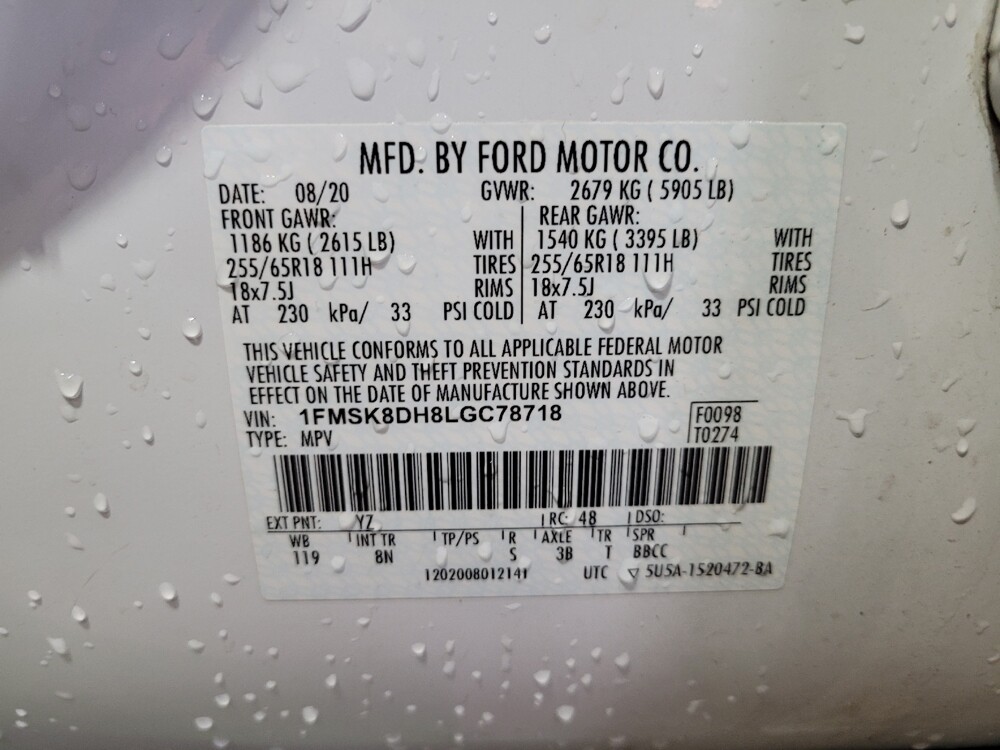 MFD. BY FORD MOTOR CO.
DATE: 08/20 GVWR: 2679 KG ( 5905 LB)
FRONT GAWR: REAR GAWR:
1186 KG ( 2615 LB) WITH 1540 KG ( 3395 LB) WITH
255/65R18 111H TIRES 255/65R18 111H TIRES
18x7.5J RIMS 18x7.5J RIMS
AT 230 kPa/ 33 PSI COLD AT 230 kPa/ 33 PSI COLD
THIS VEHICLE CONFORMS TO ALL APPLICABLE FEDERAL MOTOR
VEHICLE SAFETY AND THEFT PREVENTION STANDARDS IN
EFFECT ON THE DATE OF MANUFACTURE SHOWN ABOVE.
VIN: 1FMSK8DH8LGC78718 F0098
TYPE: MPV T0274
EXT PNT: YZ RC: 48 DSO:
WB INT TR TP/PS R AXLE TR SPR
119 8N S 3B T BBCC
1202008012141 UTC ▽ 5U5A-1520472-BA